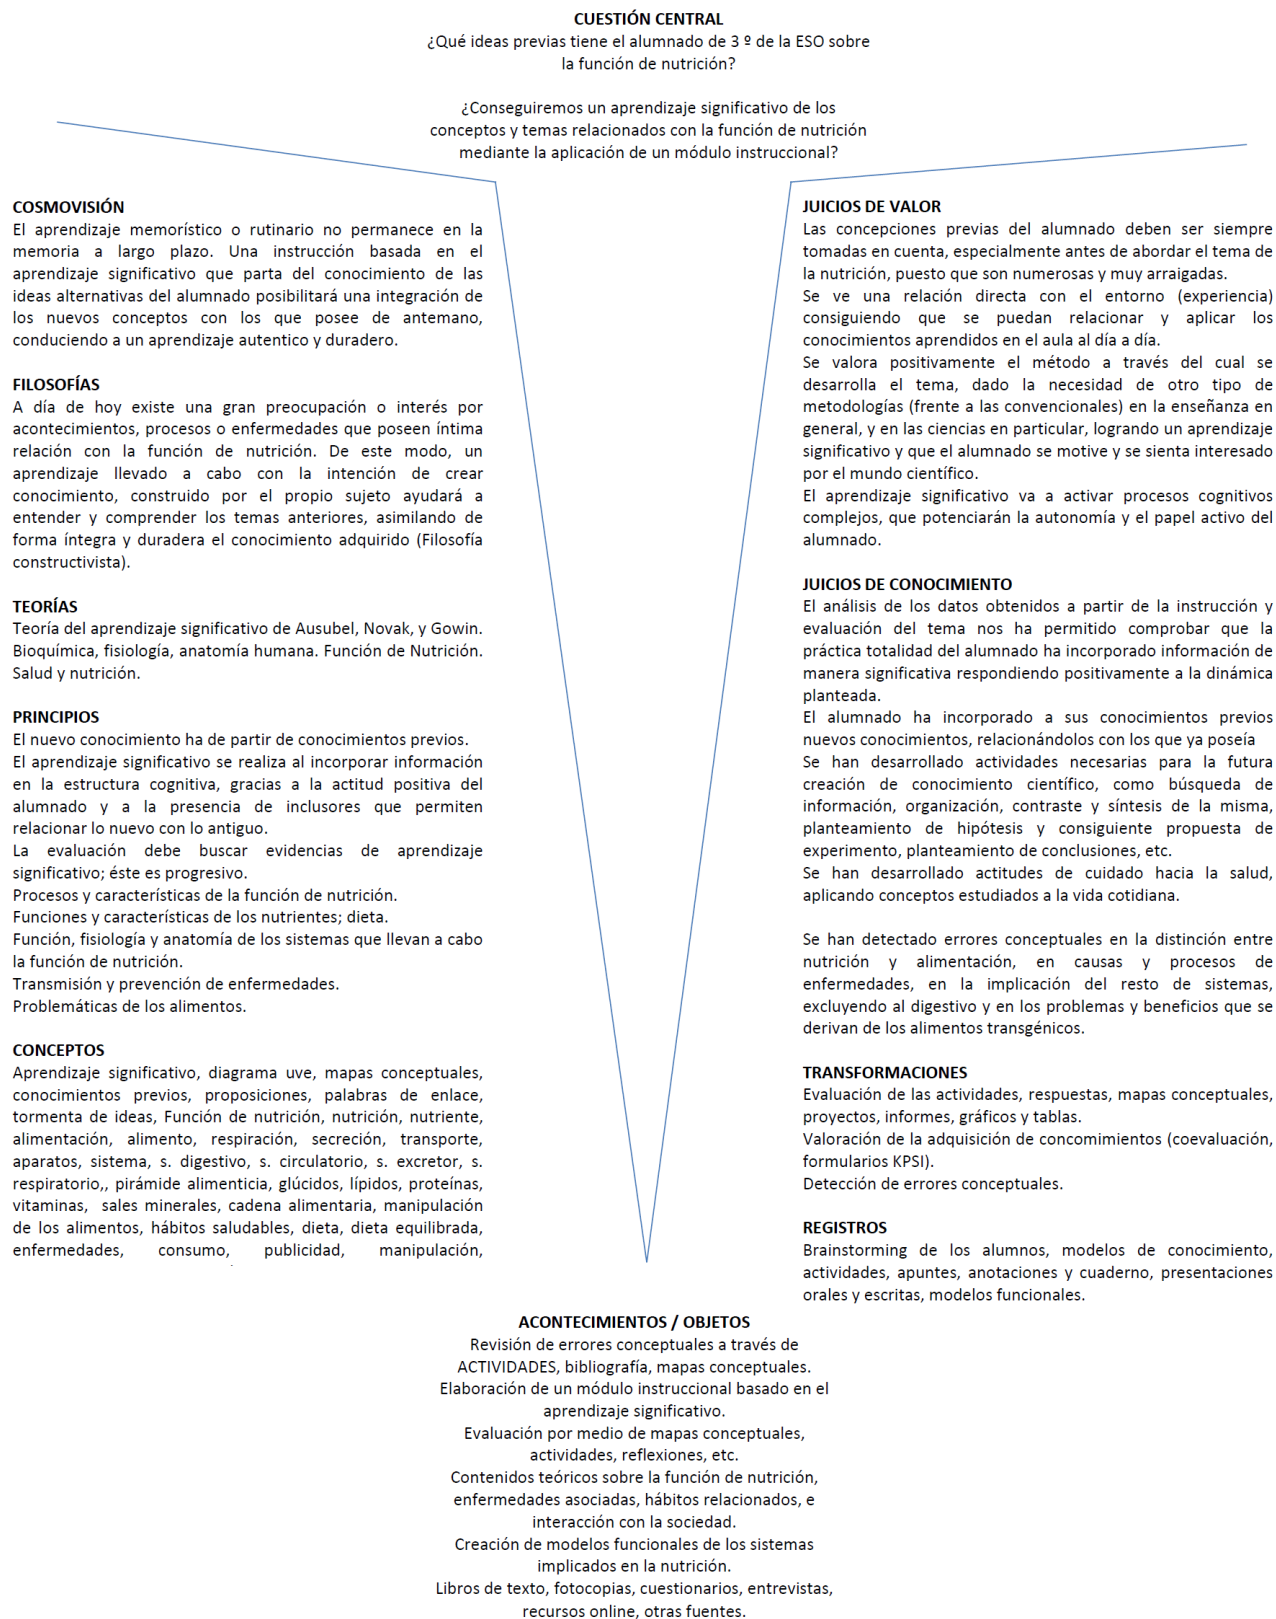 CUESTIÓN CENTRAL
¿Qué ideas previas tiene el alumnado de 3 º de la ESO sobre
la función de nutrición?
¿Conseguiremos un aprendizaje significativo de los
conceptos y temas relacionados con la función de nutrición
mediante la aplicación de un módulo instruccional?
COSMOVISIÓN
El aprendizaje memorístico o rutinario no permanece en la
memoria a largo plazo. Una instrucción basada en el
aprendizaje significativo que parta del conocimiento de las
ideas alternativas del alumnado posibilitará una integración de
los nuevos conceptos con los que posee de antemano,
conduciendo a un aprendizaje autentico y duradero.
FILOSOFÍAS
A día de hoy existe una gran preocupación o interés por
acontecimientos, procesos o enfermedades que poseen íntima
relación con la función de nutrición. De este modo, un
aprendizaje llevado a cabo con la intención de crear
conocimiento, construido por el propio sujeto ayudará a
entender y comprender los temas anteriores, asimilando de
forma íntegra y duradera el conocimiento adquirido (Filosofía
constructivista).
TEORÍAS
Teoría del aprendizaje significativo de Ausubel, Novak, y Gowin.
Bioquímica, fisiología, anatomía humana. Función de Nutrición.
Salud y nutrición.
PRINCIPIOS
El nuevo conocimiento ha de partir de conocimientos previos.
El aprendizaje significativo se realiza al incorporar información
en la estructura cognitiva, gracias a la actitud positiva del
alumnado y a la presencia de inclusores que permiten
relacionar lo nuevo con lo antiguo.
La evaluación debe buscar evidencias de aprendizaje
significativo; éste es progresivo.
Procesos y características de la función de nutrición.
Funciones y características de los nutrientes; dieta.
Función, fisiología y anatomía de los sistemas que llevan a cabo
la función de nutrición.
Transmisión y prevención de enfermedades.
Problemáticas de los alimentos.
CONCEPTOS
Aprendizaje significativo, diagrama uve, mapas conceptuales,
conocimientos previos, proposiciones, palabras de enlace,
tormenta de ideas, Función de nutrición, nutrición, nutriente,
alimentación, alimento, respiración, secreción, transporte,
aparatos, sistema, s. digestivo, s. circulatorio, s. excretor, s.
respiratorio,, pirámide alimenticia, glúcidos, lípidos, proteínas,
vitaminas, sales minerales, cadena alimentaria, manipulación
de los alimentos, hábitos saludables, dieta, dieta equilibrada,
enfermedades, consumo, publicidad, manipulación,
JUICIOS DE VALOR
Las concepciones previas del alumnado deben ser siempre
tomadas en cuenta, especialmente antes de abordar el tema de
la nutrición, puesto que son numerosas y muy arraigadas.
Se ve una relación directa con el entorno (experiencia)
consiguiendo que se puedan relacionar y aplicar los
conocimientos aprendidos en el aula al día a día.
Se valora positivamente el método a través del cual se
desarrolla el tema, dado la necesidad de otro tipo de
metodologías (frente a las convencionales) en la enseñanza en
general, y en las ciencias en particular, logrando un aprendizaje
significativo y que el alumnado se motive y se sienta interesado
por el mundo científico.
El aprendizaje significativo va a activar procesos cognitivos
complejos, que potenciarán la autonomía y el papel activo del
alumnado.
JUICIOS DE CONOCIMIENTO
El análisis de los datos obtenidos a partir de la instrucción y
evaluación del tema nos ha permitido comprobar que la
práctica totalidad del alumnado ha incorporado información de
manera significativa respondiendo positivamente a la dinámica
planteada.
El alumnado ha incorporado a sus conocimientos previos
nuevos conocimientos, relacionándolos con los que ya poseía
Se han desarrollado actividades necesarias para la futura
creación de conocimiento científico, como búsqueda de
información, organización, contraste y síntesis de la misma,
planteamiento de hipótesis y consiguiente propuesta de
experimento, planteamiento de conclusiones, etc.
Se han desarrollado actitudes de cuidado hacia la salud,
aplicando conceptos estudiados a la vida cotidiana.
Se han detectado errores conceptuales en la distinción entre
nutrición y alimentación, en causas y procesos de
enfermedades, en la implicación del resto de sistemas,
excluyendo al digestivo y en los problemas y beneficios que se
derivan de los alimentos transgénicos.
TRANSFORMACIONES
Evaluación de las actividades, respuestas, mapas conceptuales,
proyectos, informes, gráficos y tablas.
Valoración de la adquisición de concomimientos (coevaluación,
formularios KPSI).
Detección de errores conceptuales.
REGISTROS
Brainstorming de los alumnos, modelos de conocimiento,
actividades, apuntes, anotaciones y cuaderno, presentaciones
orales y escritas, modelos funcionales.
ACONTECIMIENTOS / OBJETOS
Revisión de errores conceptuales a través de
ACTIVIDADES, bibliografía, mapas conceptuales.
Elaboración de un módulo instruccional basado en el
aprendizaje significativo.
Evaluación por medio de mapas conceptuales,
actividades, reflexiones, etc.
Contenidos teóricos sobre la función de nutrición,
enfermedades asociadas, hábitos relacionados, e
interacción con la sociedad.
Creación de modelos funcionales de los sistemas
implicados en la nutrición.
Libros de texto, fotocopias, cuestionarios, entrevistas,
recursos online, otras fuentes.